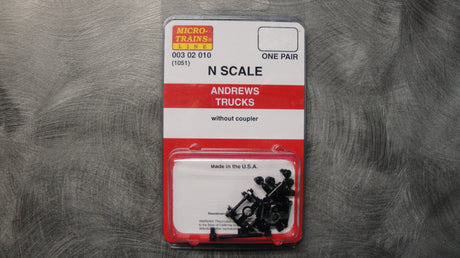 MICRO-
TRAINS®
LINE
003 02 010
(1051)
ONE PAIR
N SCALE
ANDREWS
TRUCKS
without coupler
Made in the U.S.A.